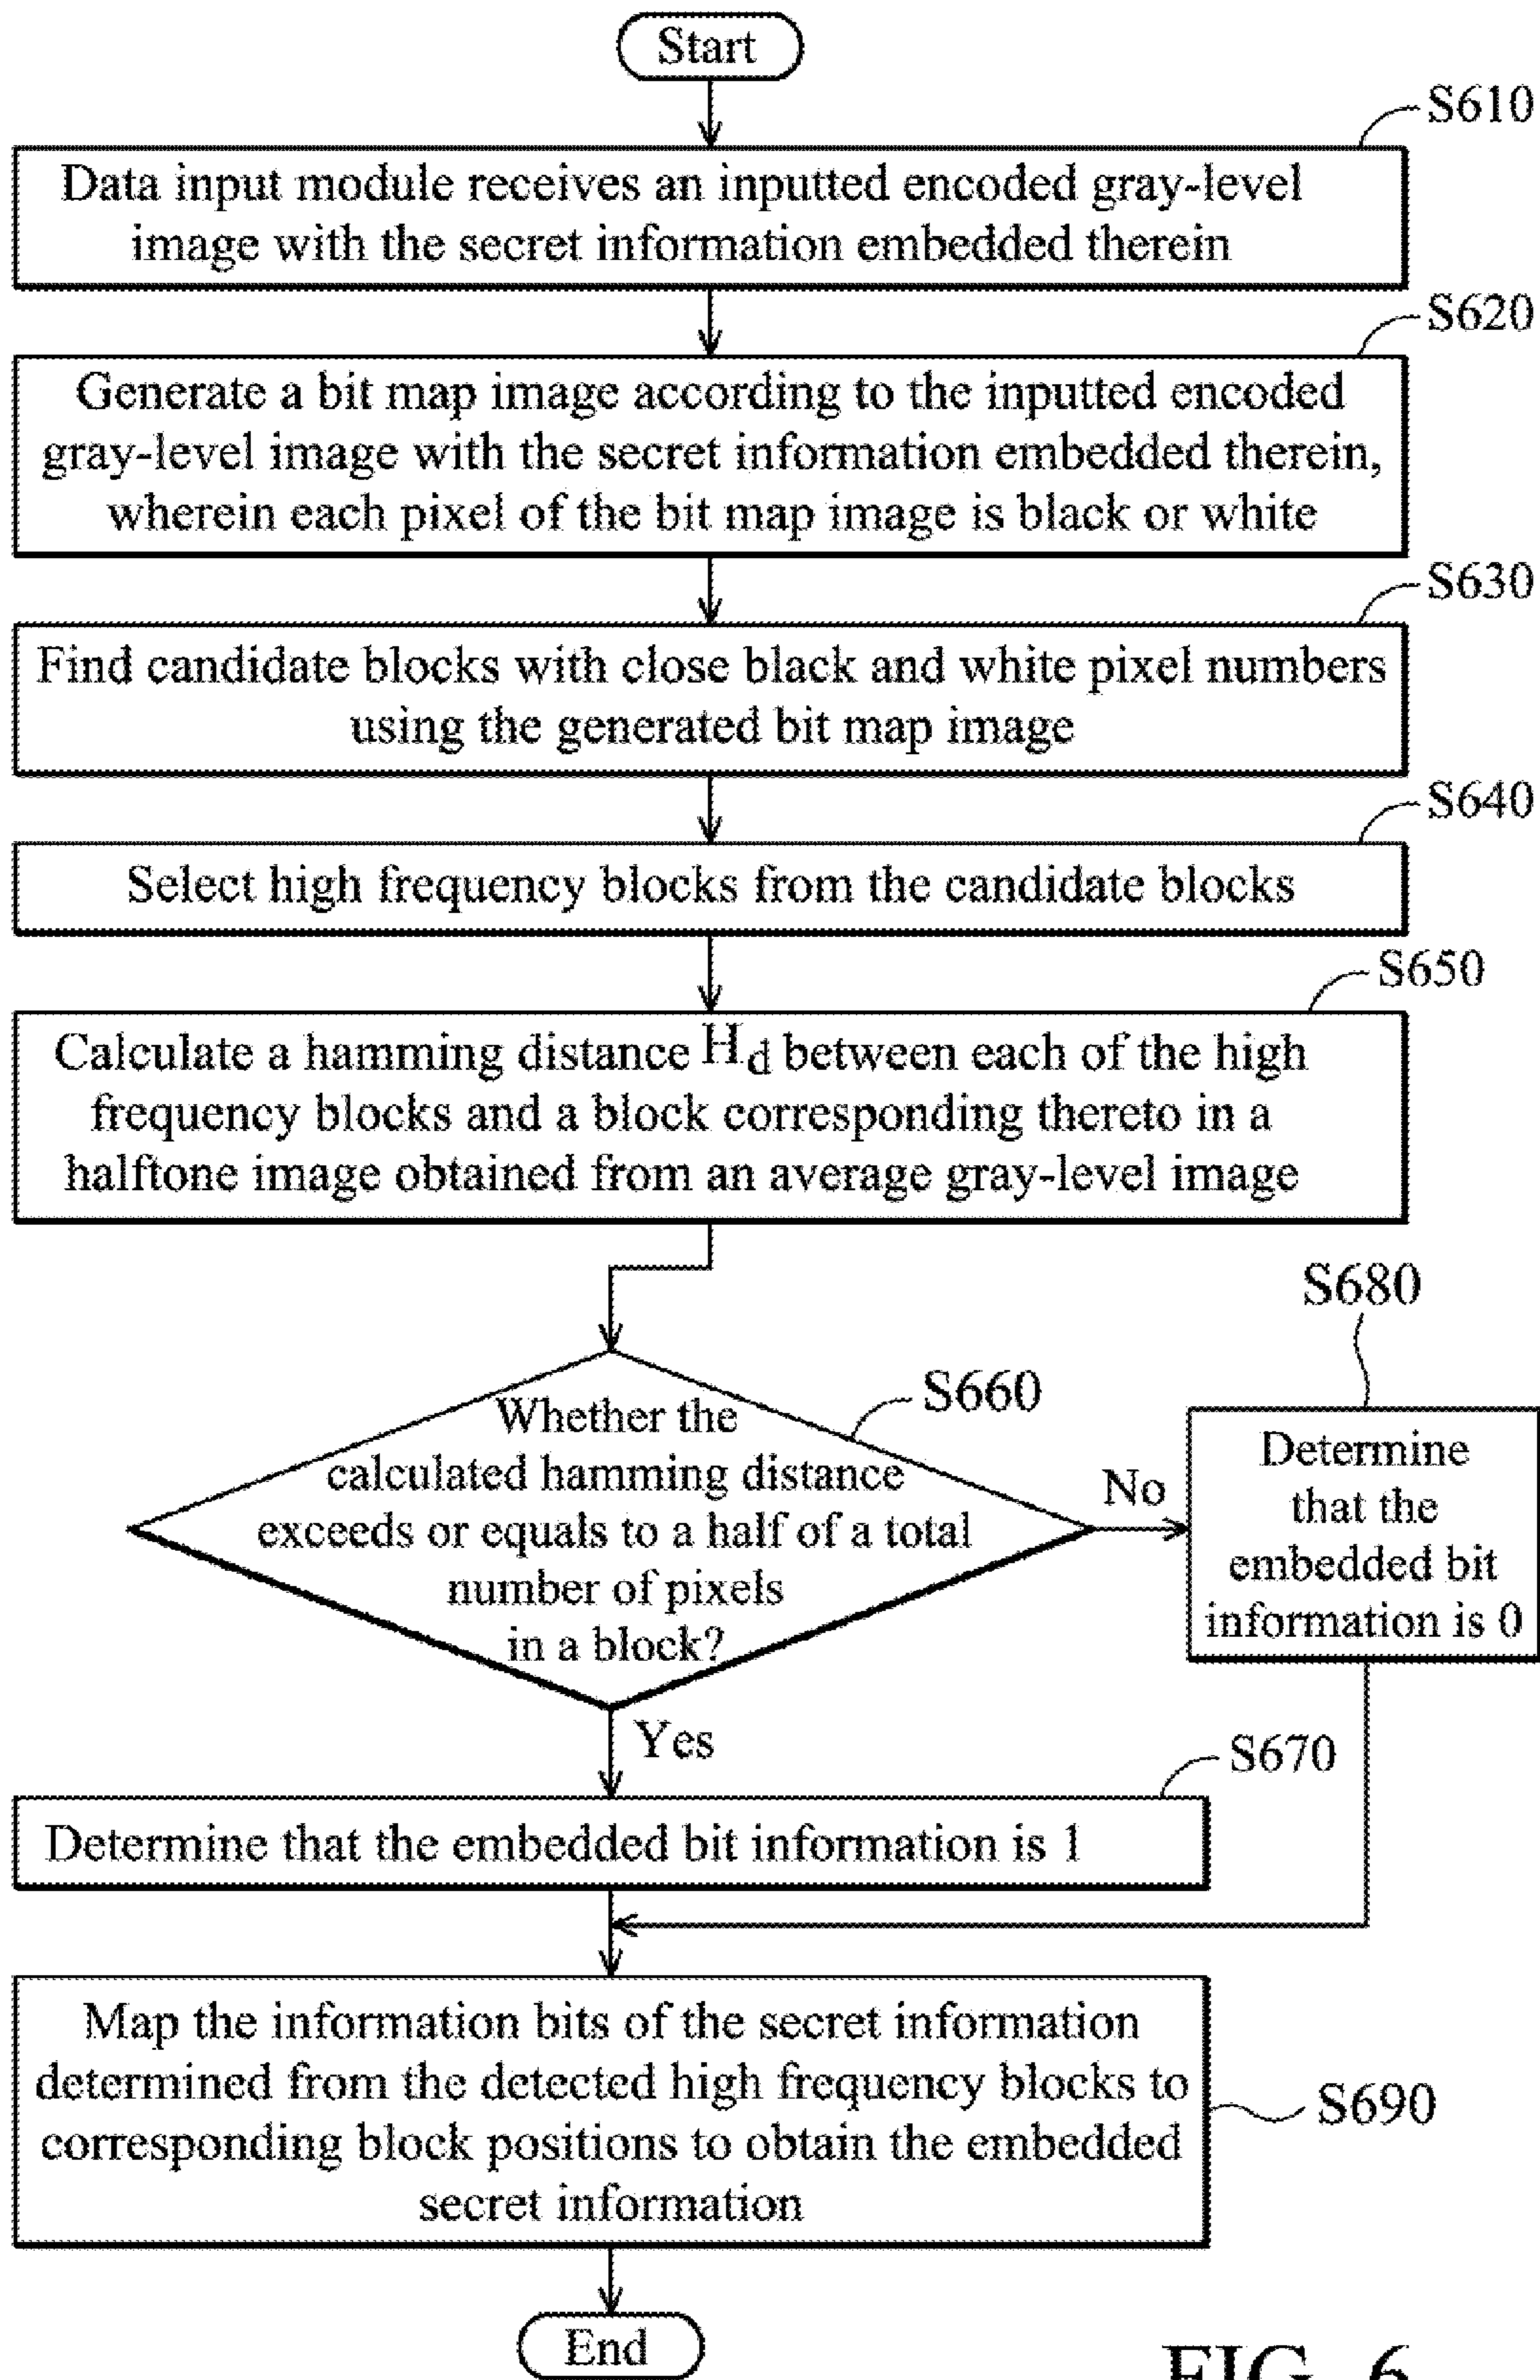 Start
S610
Data input module receives an inputted encoded gray-level
image with the secret information embedded therein
S620
Generate a bit map image according to the inputted encoded
gray-level image with the secret information embedded therein,
wherein each pixel of the bit map image is black or white
S630
Find candidate blocks with close black and white pixel numbers
using the generated bit map image
S640
Select high frequency blocks from the candidate blocks
S650
Calculate a hamming distance Hd between each of the high
frequency blocks and a block corresponding thereto in a
halftone image obtained from an average gray-level image
S660
Whether the
calculated hamming distance
exceeds or equals to a half of a total
number of pixels
in a block?
No
S680
Determine
that the
embedded bit
information is 0
Yes
S670
Determine that the embedded bit information is 1
Map the information bits of the secret information
determined from the detected high frequency blocks to
corresponding block positions to obtain the embedded
secret information
S690
End
FIG. 6